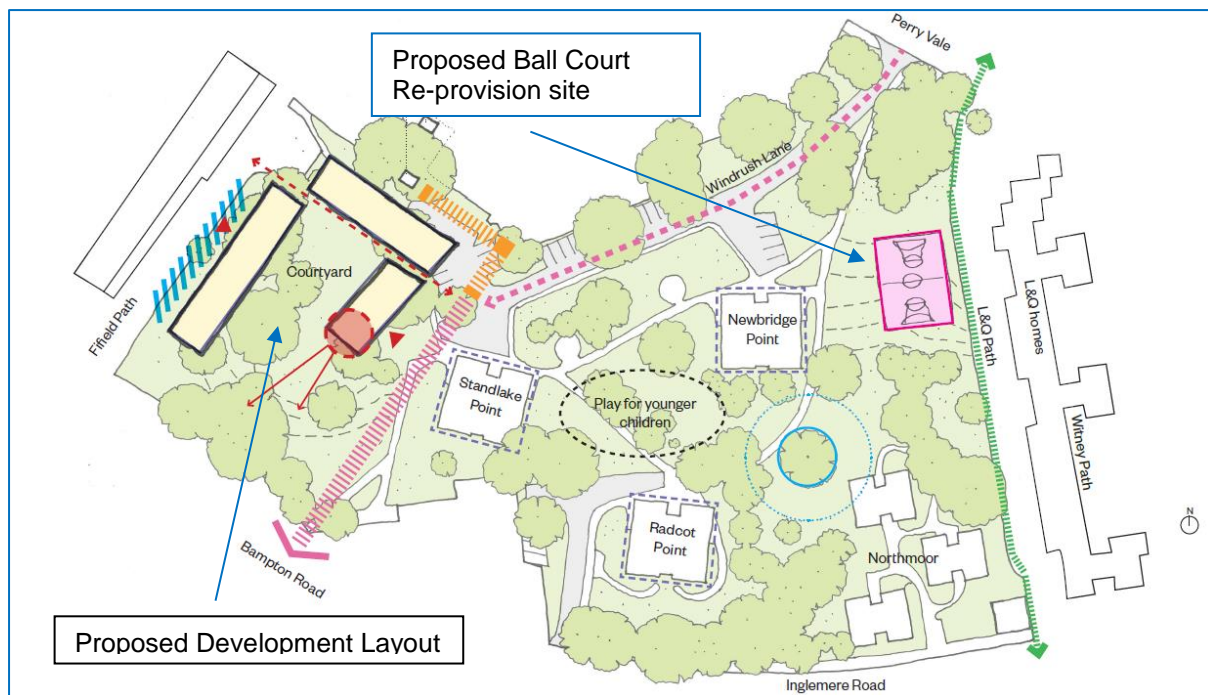 Perry Vale
Proposed Ball Court
Re-provision site
Windrush Lane
Courtyard
Fifield Path
L&Q Path
L&Q homes
Newbridge
Point
Standlake
Point
Play for younger
children
Witney Path
Radcot
Point
N
Northmoor
Bampton Road
Proposed Development Layout
Inglemere Road